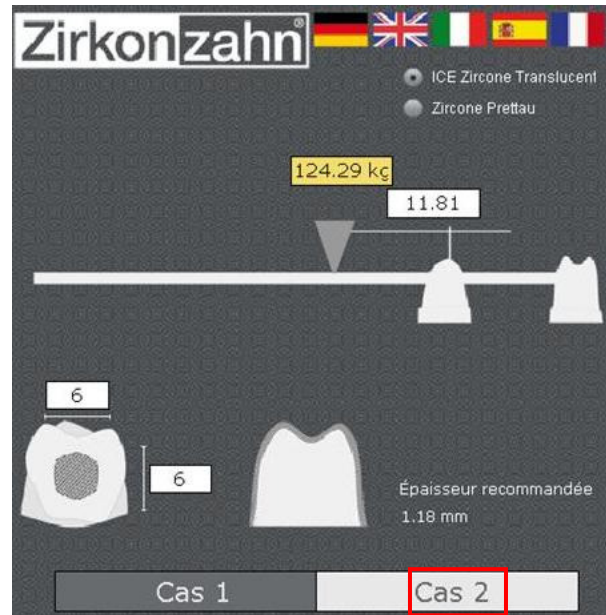 Zirkonzahn®
ICE Zircone Translucent
Zircone Prettau
124.29 kg
11.81
6
6
Épaisseur recommandée
1.18 mm
Cas 1
Cas 2